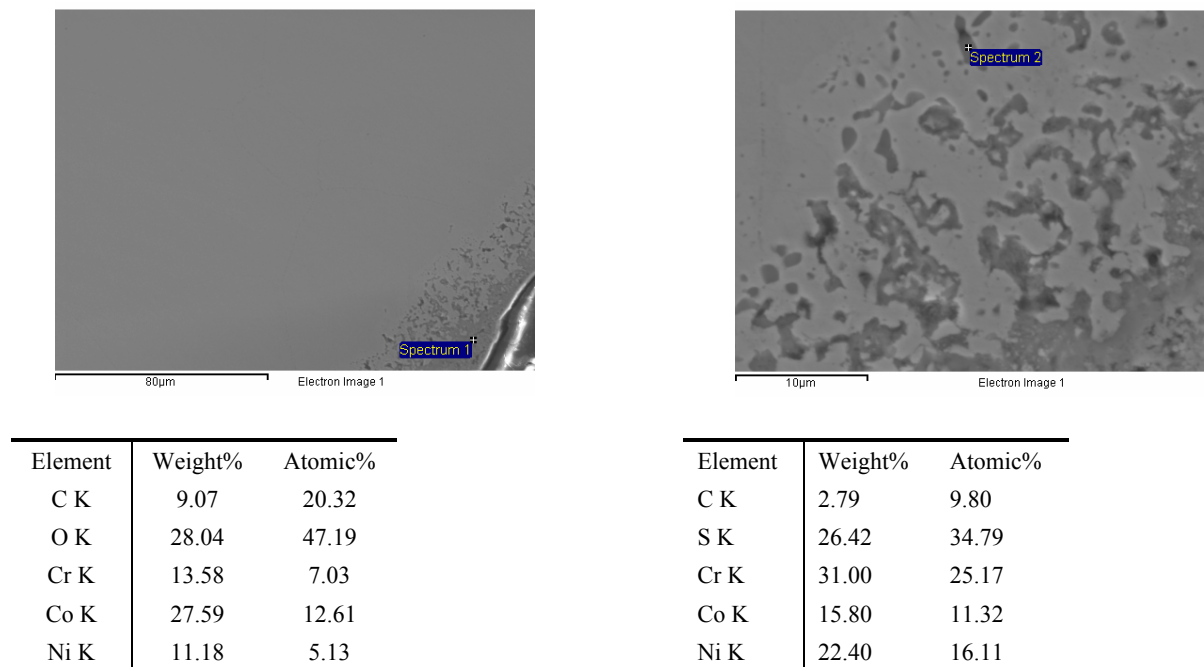 Spectrum 1
80µm Electron Image 1
Spectrum 2
10µm Electron Image 1
Element Weight% Atomic%
C K 9.07 20.32
O K 28.04 47.19
Cr K 13.58 7.03
Co K 27.59 12.61
Ni K 11.18 5.13
Element Weight% Atomic%
C K 2.79 9.80
S K 26.42 34.79
Cr K 31.00 25.17
Co K 15.80 11.32
Ni K 22.40 16.11